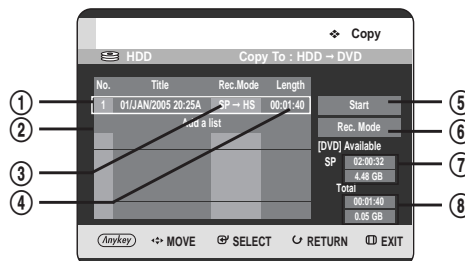 ❖ Copy
HDD Copy To : HDD → DVD
No. Title Rec.Mode Length
1 01/JAN/2005 20:25A SP → HS 00:01:40
Add a list
Start
Rec. Mode
[DVD] Available
SP 02:00:32
4.48 GB
Total
00:01:40
0.05 GB
Anykey MOVE SELECT RETURN EXIT
1
2
3
4
5
6
7
8